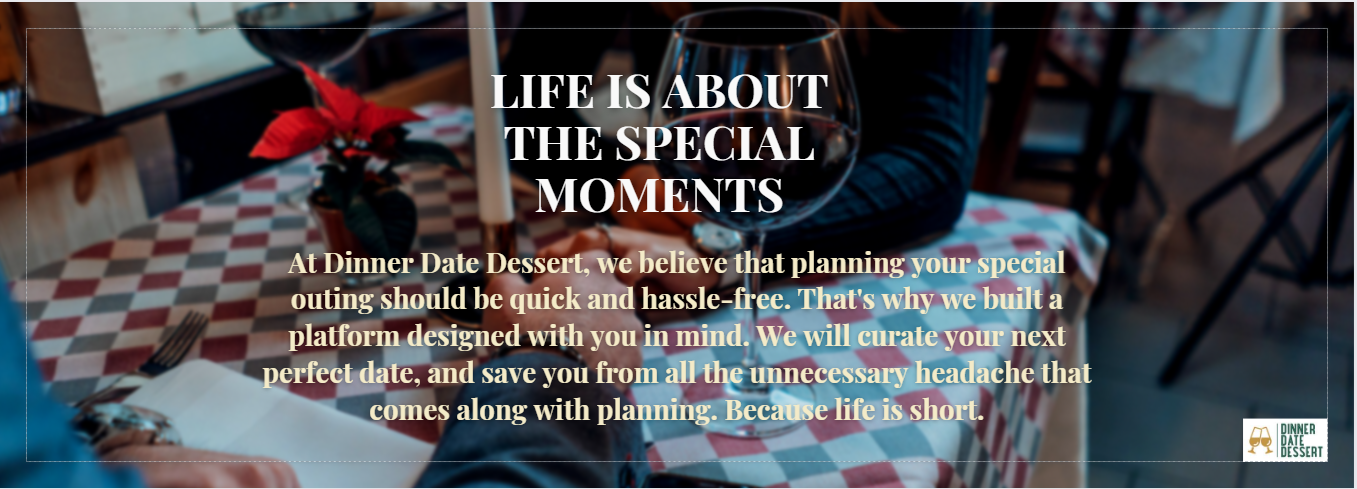 LIFE IS ABOUT
THE SPECIAL
MOMENTS
At Dinner Date Dessert, we believe that planning your special
outing should be quick and hassle-free. That's why we built a
platform designed with you in mind. We will curate your next
perfect date, and save you from all the unnecessary headache that
comes along with planning. Because life is short.
DINNER
DATE
DESSERT